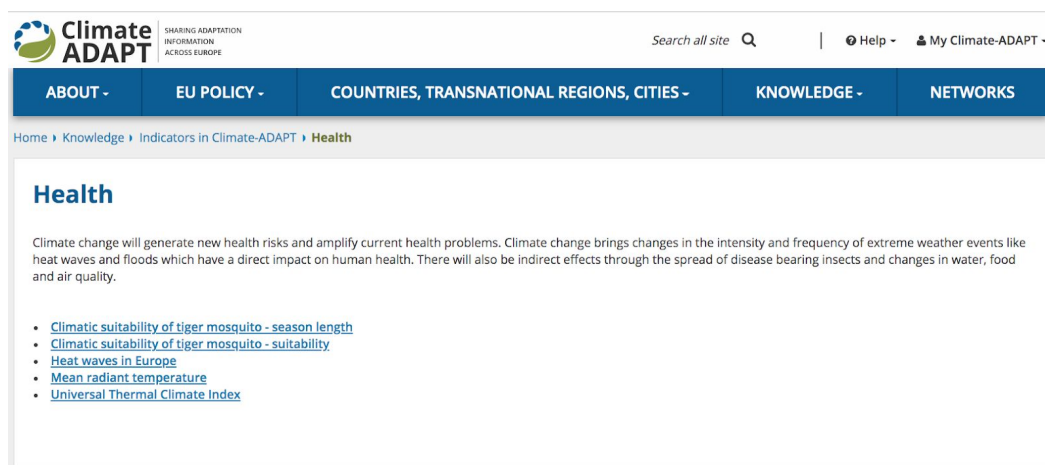 Climate
ADAPT
SHARING ADAPTATION
INFORMATION
ACROSS EUROPE
Search all site
Help
My Climate-ADAPT
ABOUT
EU POLICY
COUNTRIES, TRANSNATIONAL REGIONS, CITIES
KNOWLEDGE
NETWORKS
Home Knowledge Indicators in Climate-ADAPT Health
Health
Climate change will generate new health risks and amplify current health problems. Climate change brings changes in the intensity and frequency of extreme weather events like
heat waves and floods which have a direct impact on human health. There will also be indirect effects through the spread of disease bearing insects and changes in water, food
and air quality.
• Climatic suitability of tiger mosquito - season length
• Climatic suitability of tiger mosquito - suitability
• Heat waves in Europe
• Mean radiant temperature
• Universal Thermal Climate Index